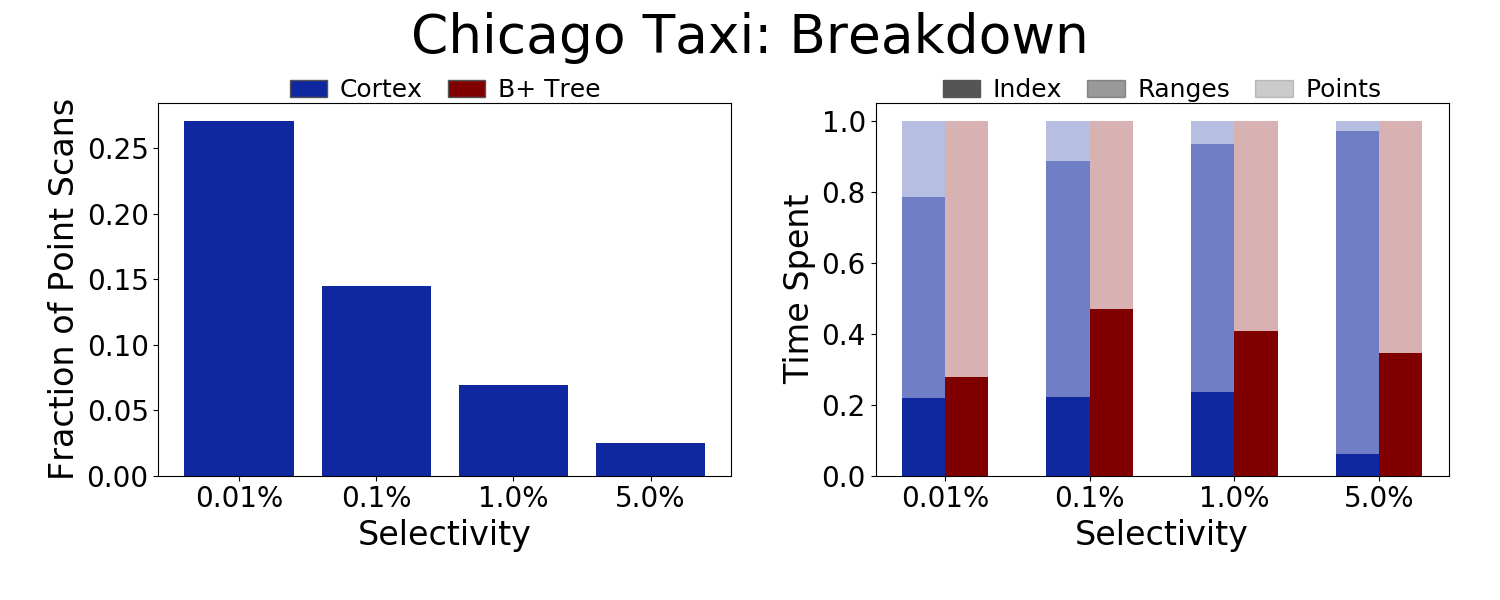 Chicago Taxi: Breakdown
Cortex B+ Tree
Fraction of Point Scans
0.25
0.20
0.15
0.10
0.05
0.00
0.01% 0.1% 1.0% 5.0%
Selectivity
Index Ranges Points
Time Spent
1.0
0.8
0.6
0.4
0.2
0.0
0.01% 0.1% 1.0% 5.0%
Selectivity